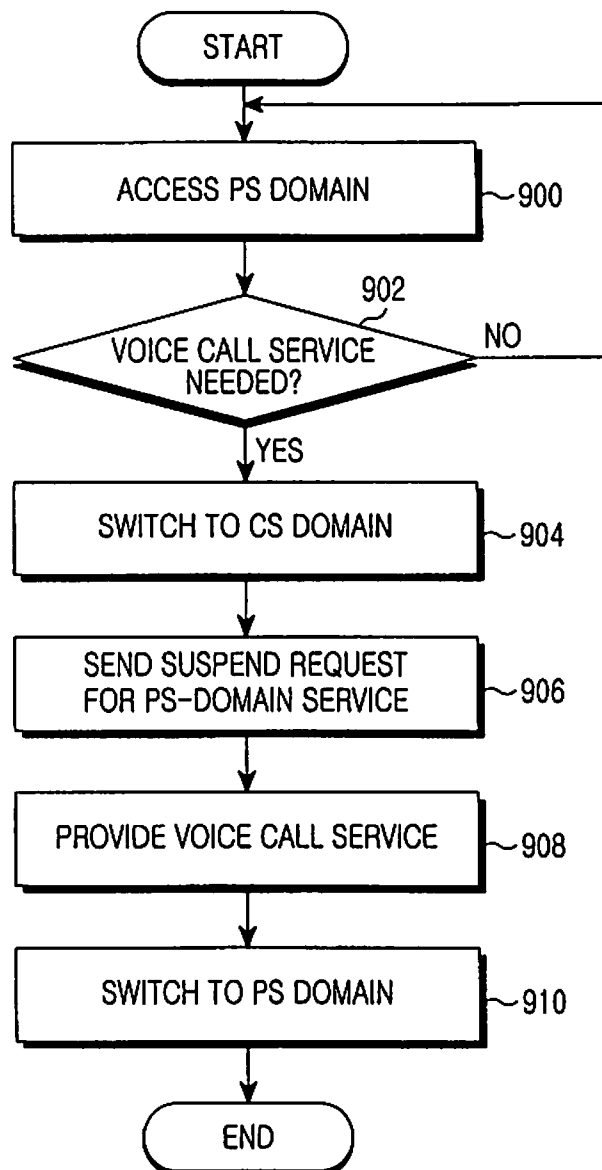 START
ACCESS PS DOMAIN
900
902
VOICE CALL SERVICE
NEEDED?
NO
YES
SWITCH TO CS DOMAIN
904
SEND SUSPEND REQUEST
FOR PS-DOMAIN SERVICE
906
PROVIDE VOICE CALL SERVICE
908
SWITCH TO PS DOMAIN
910
END